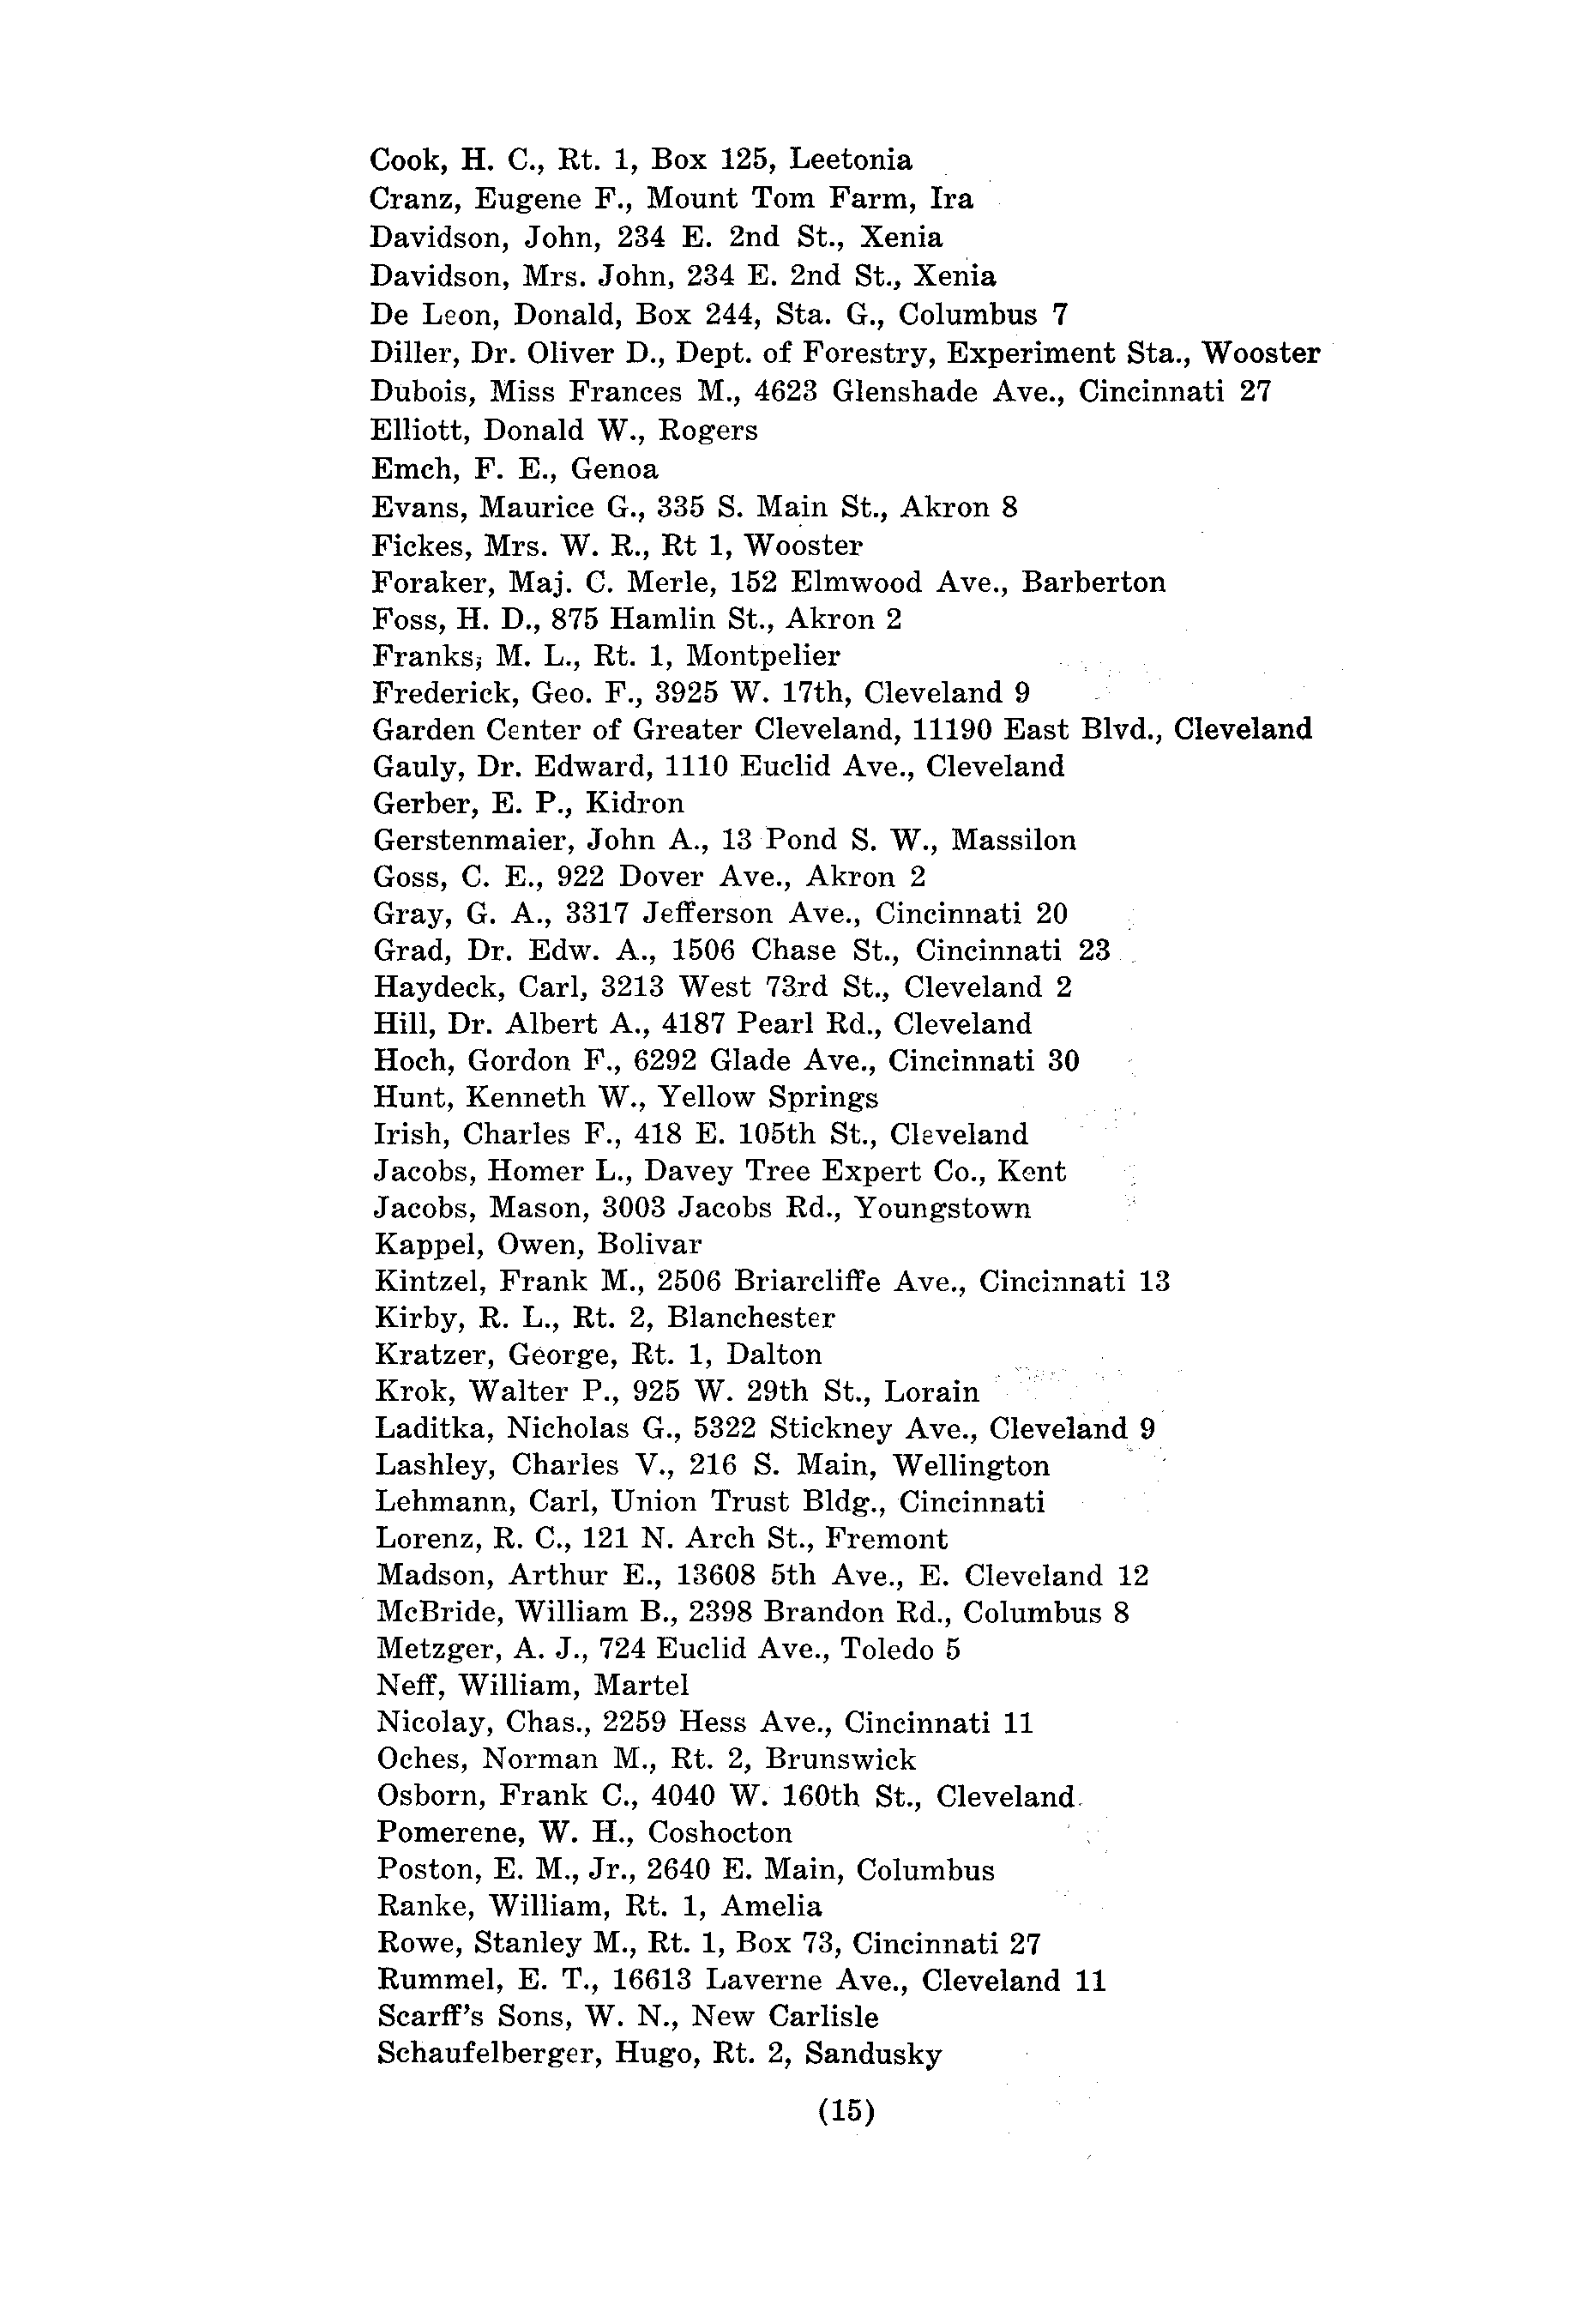 Cook, H. C., Rt. 1, Box 125, Leetonia
Cranz, Eugene F., Mount Tom Farm, Ira
Davidson, John, 234 E. 2nd St., Xenia
Davidson, Mrs. John, 234 E. 2nd St., Xenia
De Leon, Donald, Box 244, Sta. G., Columbus 7
Diller, Dr. Oliver D., Dept. of Forestry, Experiment Sta., Wooster
Dubois, Miss Frances M., 4623 Glenshade Ave., Cincinnati 27
Elliott, Donald W., Rogers
Emch, F. E., Genoa
Evans, Maurice G., 335 S. Main St., Akron 8
Fickes, Mrs. W. R., Rt 1, Wooster
Foraker, Maj. C. Merle, 152 Elmwood Ave., Barberton
Foss, H. D., 875 Hamlin St., Akron 2
Franks, M. L., Rt. 1, Montpelier
Frederick, Geo. F., 3925 W. 17th, Cleveland 9
Garden Center of Greater Cleveland, 11190 East Blvd., Cleveland
Gauly, Dr. Edward, 1110 Euclid Ave., Cleveland
Gerber, E. P., Kidron
Gerstenmaier, John A., 13 Pond S. W., Massilon
Goss, C. E., 922 Dover Ave., Akron 2
Gray, G. A., 3317 Jefferson Ave., Cincinnati 20
Grad, Dr. Edw. A., 1506 Chase St., Cincinnati 23
Haydeck, Carl, 3213 West 73rd St., Cleveland 2
Hill, Dr. Albert A., 4187 Pearl Rd., Cleveland
Hoch, Gordon F., 6292 Glade Ave., Cincinnati 30
Hunt, Kenneth W., Yellow Springs
Irish, Charles F., 418 E. 105th St., Cleveland
Jacobs, Homer L., Davey Tree Expert Co., Kent
Jacobs, Mason, 3003 Jacobs Rd., Youngstown
Kappel, Owen, Bolivar
Kintzel, Frank M., 2506 Briarcliffe Ave., Cincinnati 13
Kirby, R. L., Rt. 2, Blanchester
Kratzer, George, Rt. 1, Dalton
Krok, Walter P., 925 W. 29th St., Lorain
Laditka, Nicholas G., 5322 Stickney Ave., Cleveland 9
Lashley, Charles V., 216 S. Main, Wellington
Lehmann, Carl, Union Trust Bldg., Cincinnati
Lorenz, R. C., 121 N. Arch St., Fremont
Madson, Arthur E., 13608 5th Ave., E. Cleveland 12
McBride, William B., 2398 Brandon Rd., Columbus 8
Metzger, A. J., 724 Euclid Ave., Toledo 5
Neff, William, Martel
Nicolay, Chas., 2259 Hess Ave., Cincinnati 11
Oches, Norman M., Rt. 2, Brunswick
Osborn, Frank C., 4040 W. 160th St., Cleveland
Pomerene, W. H., Coshocton
Poston, E. M., Jr., 2640 E. Main, Columbus
Ranke, William, Rt. 1, Amelia
Rowe, Stanley M., Rt. 1, Box 73, Cincinnati 27
Rummel, E. T., 16613 Laverne Ave., Cleveland 11
Scarff's Sons, W. N., New Carlisle
Schaufelberger, Hugo, Rt. 2, Sandusky
(15)